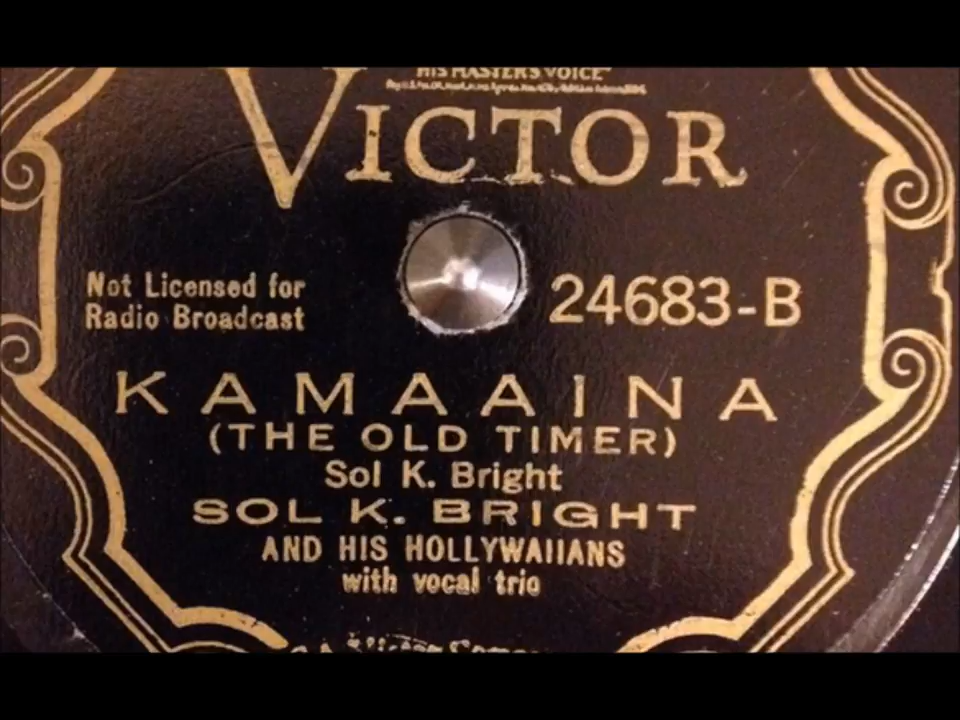 "HIS MASTER'S VOICE"
VICTOR
Not Licensed for
Radio Broadcast
24683-B
KAMAAINA
(THE OLD TIMER)
Sol K. Bright
SOL K. BRIGHT
AND HIS HOLLYWAIIANS
with vocal trio